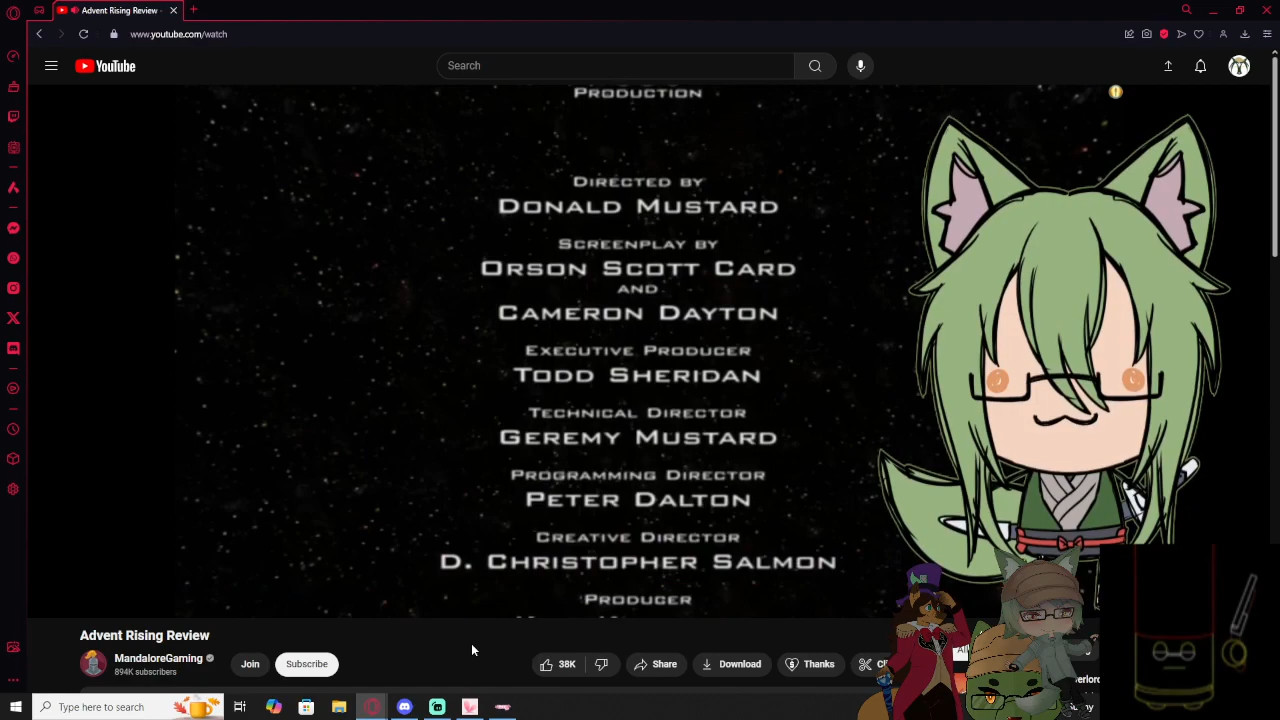 Advent Rising Review -
www.youtube.com/watch
YouTube
Search
PRODUCTION
DIRECTED BY
DONALD MUSTARD
SCREENPLAY BY
ORSON SCOTT CARD
AND
CAMERON DAYTON
EXECUTIVE PRODUCER
TODD SHERIDAN
TECHNICAL DIRECTOR
GEREMY MUSTARD
PROGRAMMING DIRECTOR
PETER DALTON
CREATIVE DIRECTOR
D. CHRISTOPHER SALMON
PRODUCER
Advent Rising Review
MandaloreGaming
894K subscribers
Join
Subscribe
38K
Share
Download
Thanks
Type here to search